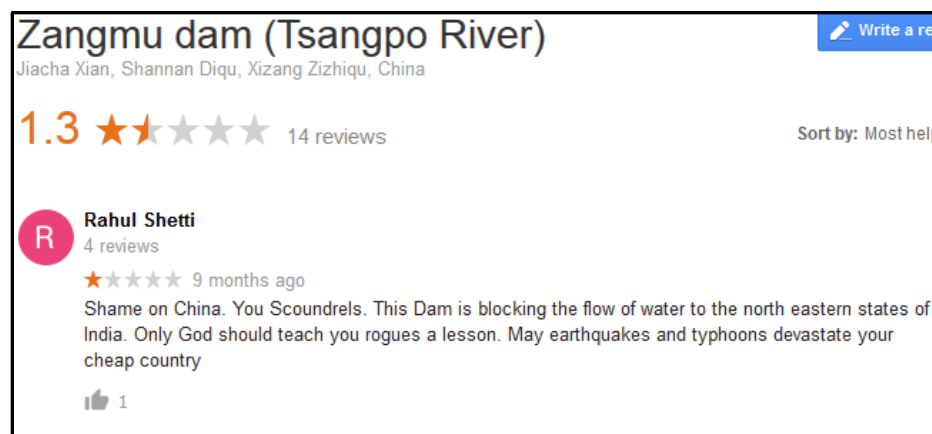 Zangmu dam (Tsangpo River)
Write a re
Jiacha Xian, Shannan Diqu, Xizang Zizhiqu, China
1.3 14 reviews
Sort by: Most help
R
Rahul Shetti
4 reviews
9 months ago
Shame on China. You Scoundrels. This Dam is blocking the flow of water to the north eastern states of
India. Only God should teach you rogues a lesson. May earthquakes and typhoons devastate your
cheap country
1